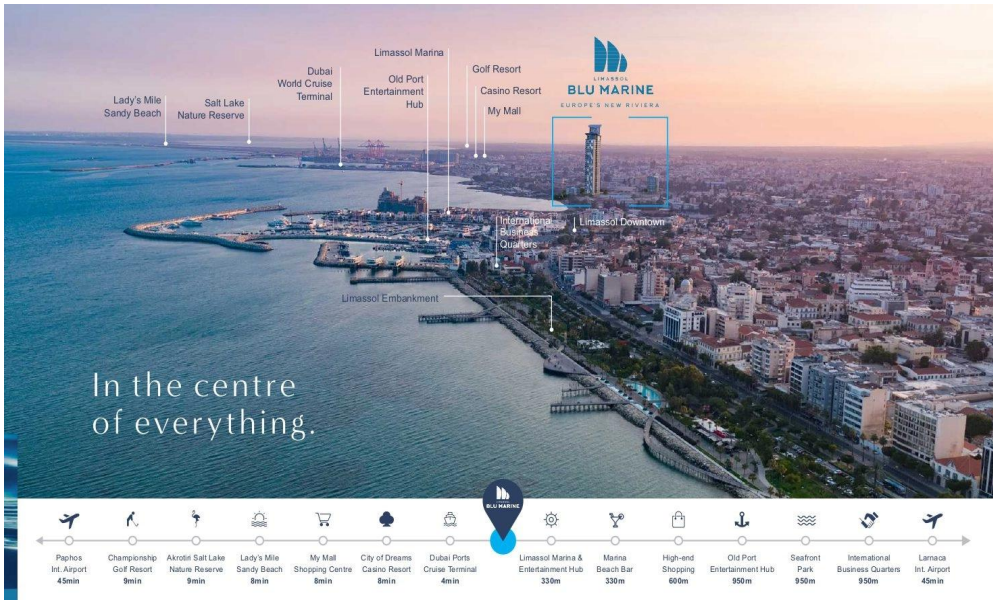 Limassol Marina
Golf Resort
Dubai
World Cruise
Terminal
Old Port
Entertainment
Hub
Casino Resort
My Mall
Lady's Mile
Sandy Beach
Salt Lake
Nature Reserve
LIMASSOL
BLU MARINE
EUROPE'S NEW RIVIERA
International
Business
Quarters
Limassol Downtown
Limassol Embankment
In the centre
of everything.
BLU MARINE
Paphos
Int. Airport
45min
Championship
Golf Resort
9min
Akrotiri Salt Lake
Nature Reserve
9min
Lady's Mile
Sandy Beach
8min
My Mall
Shopping Centre
8min
City of Dreams
Casino Resort
8min
Dubai Ports
Cruise Terminal
4min
Limassol Marina &
Entertainment Hub
330m
Marina
Beach Bar
330m
High-end
Shopping
600m
Old Port
Entertainment Hub
950m
Seafront
Park
950m
International
Business Quarters
950m
Larnaca
Int. Airport
45min